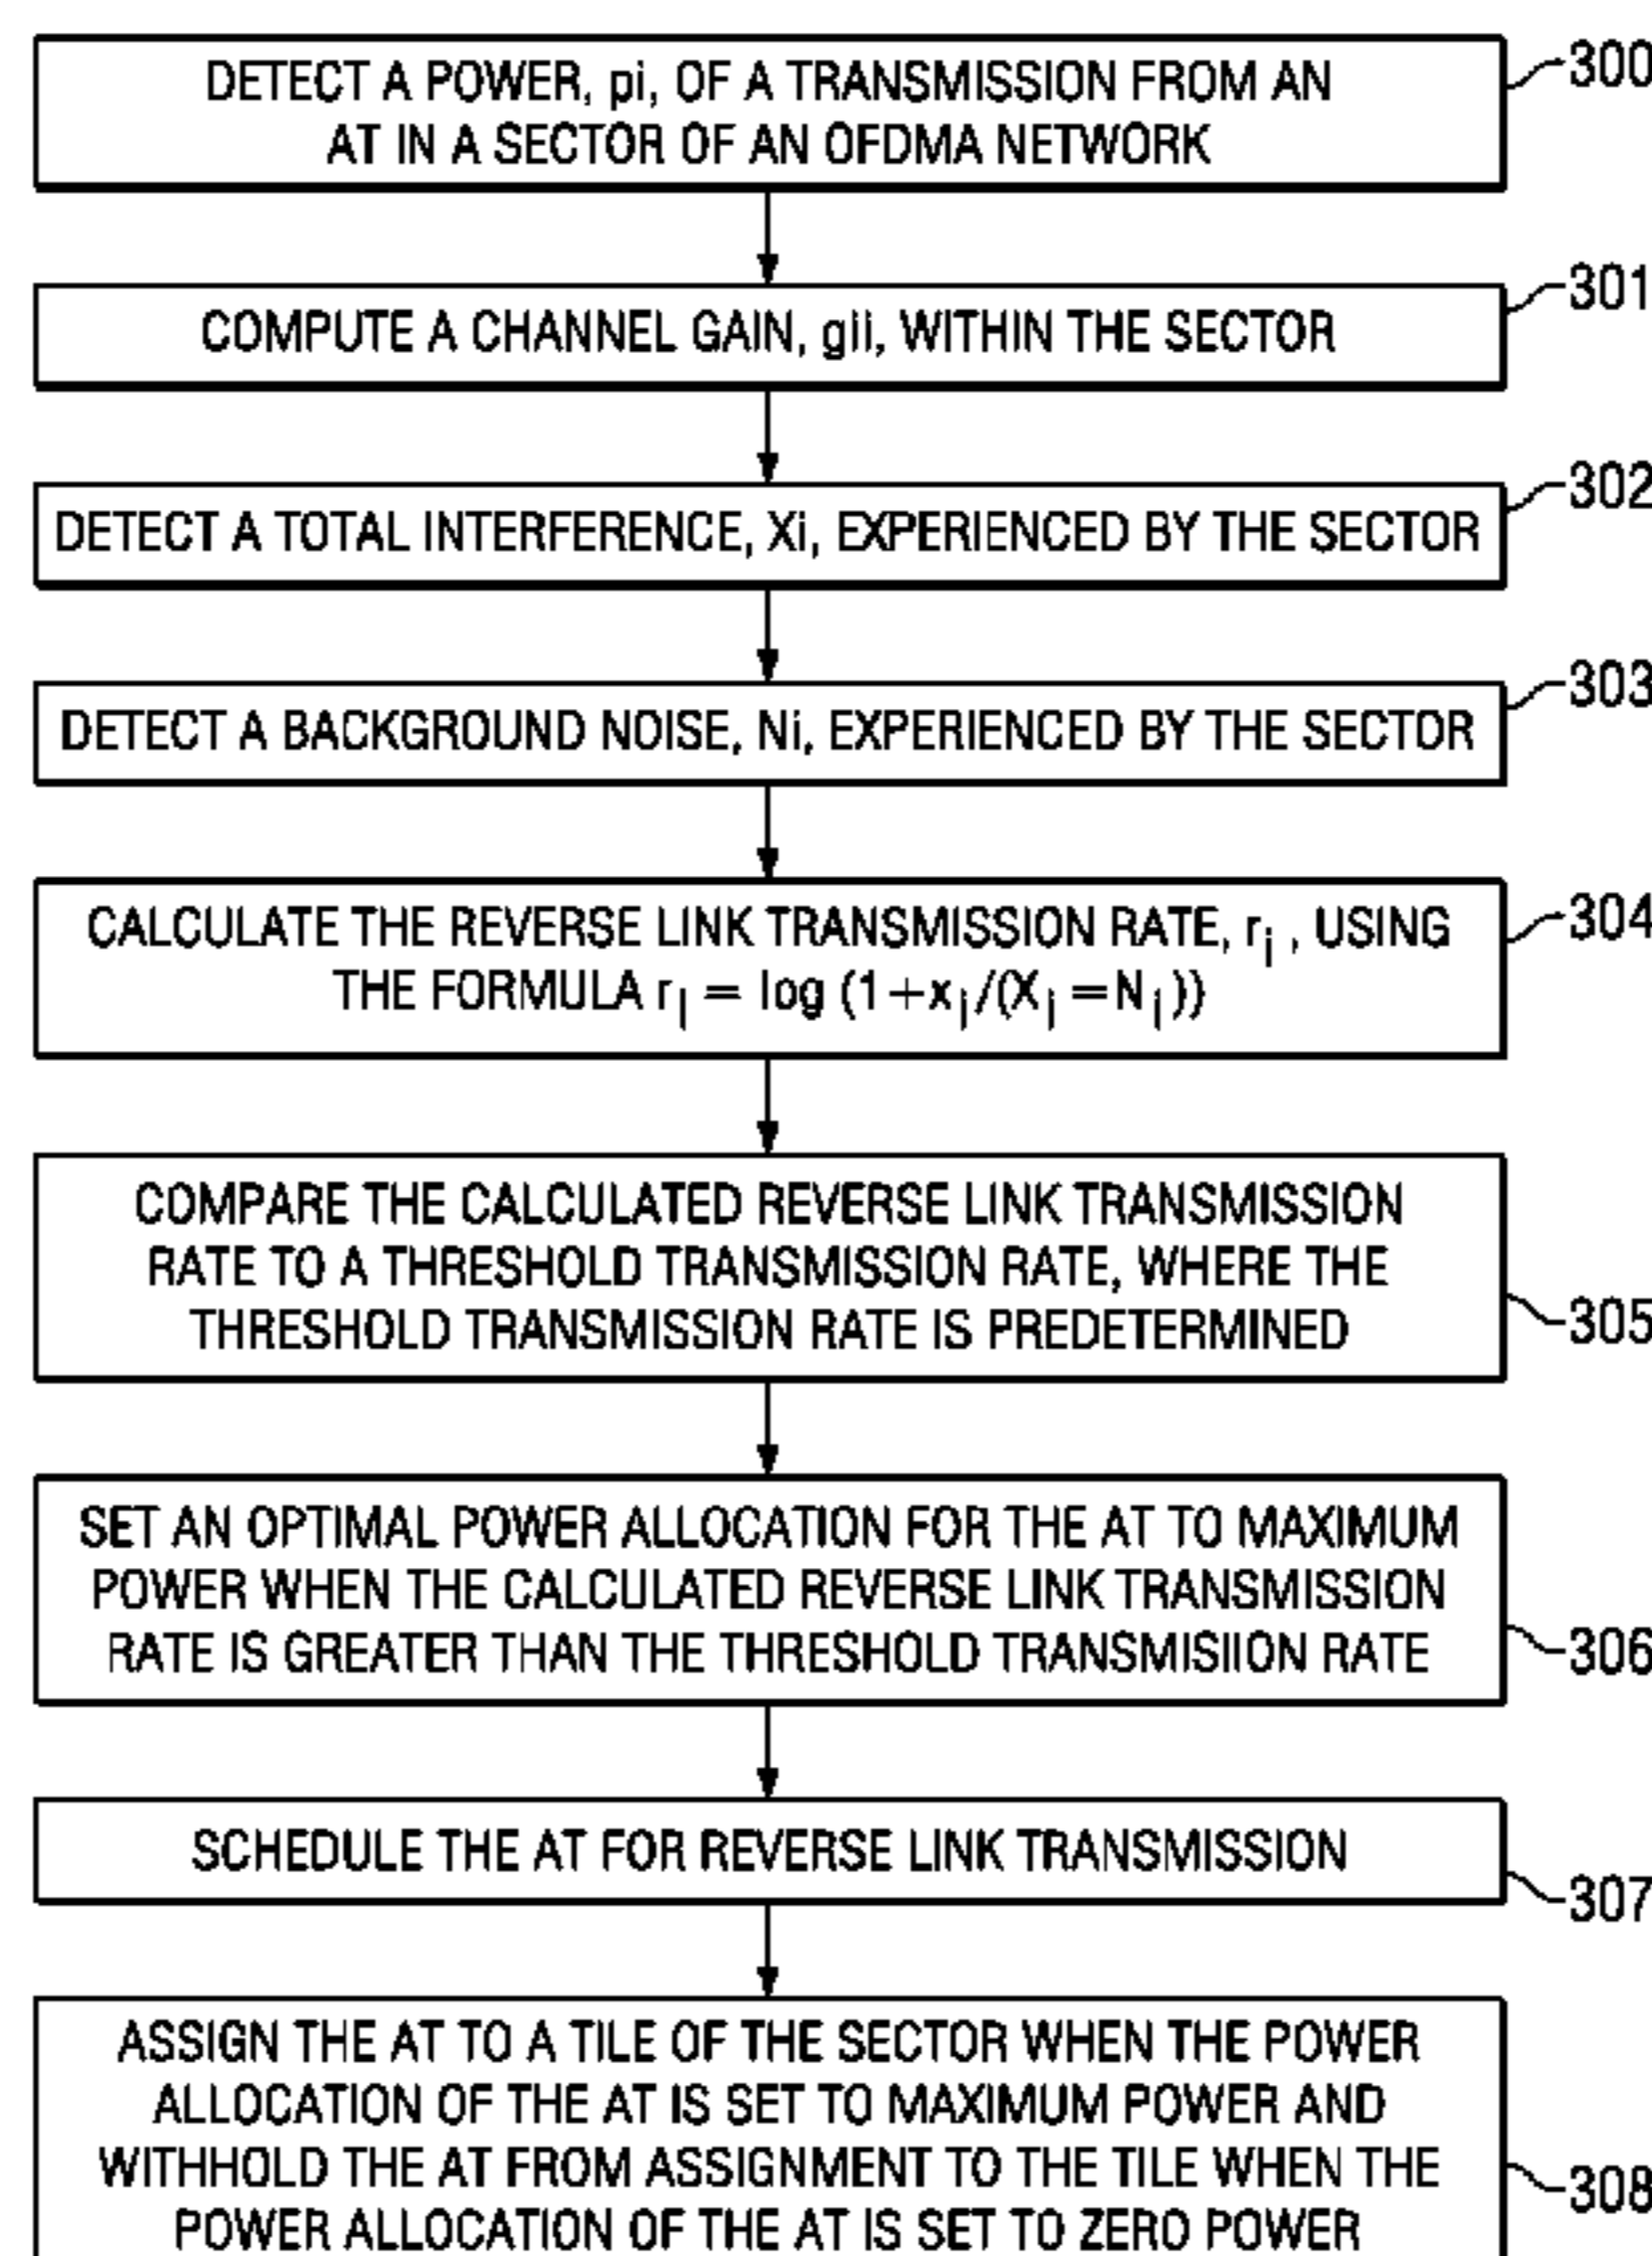 DETECT A POWER, pi, OF A TRANSMISSION FROM AN
AT IN A SECTOR OF AN OFDMA NETWORK
300
COMPUTE A CHANNEL GAIN, gii, WITHIN THE SECTOR
301
DETECT A TOTAL INTERFERENCE, Xi, EXPERIENCED BY THE SECTOR
302
DETECT A BACKGROUND NOISE, Ni, EXPERIENCED BY THE SECTOR
303
CALCULATE THE REVERSE LINK TRANSMISSION RATE, r_i , USING
THE FORMULA r_i = log (1+x_i/(X_i=N_i))
304
COMPARE THE CALCULATED REVERSE LINK TRANSMISSION
RATE TO A THRESHOLD TRANSMISSION RATE, WHERE THE
THRESHOLD TRANSMISSION RATE IS PREDETERMINED
305
SET AN OPTIMAL POWER ALLOCATION FOR THE AT TO MAXIMUM
POWER WHEN THE CALCULATED REVERSE LINK TRANSMISSION
RATE IS GREATER THAN THE THRESHOLD TRANSMISIION RATE
306
SCHEDULE THE AT FOR REVERSE LINK TRANSMISSION
307
ASSIGN THE AT TO A TILE OF THE SECTOR WHEN THE POWER
ALLOCATION OF THE AT IS SET TO MAXIMUM POWER AND
WITHHOLD THE AT FROM ASSIGNMENT TO THE TILE WHEN THE
POWER ALLOCATION OF THE AT IS SET TO ZERO POWER
308